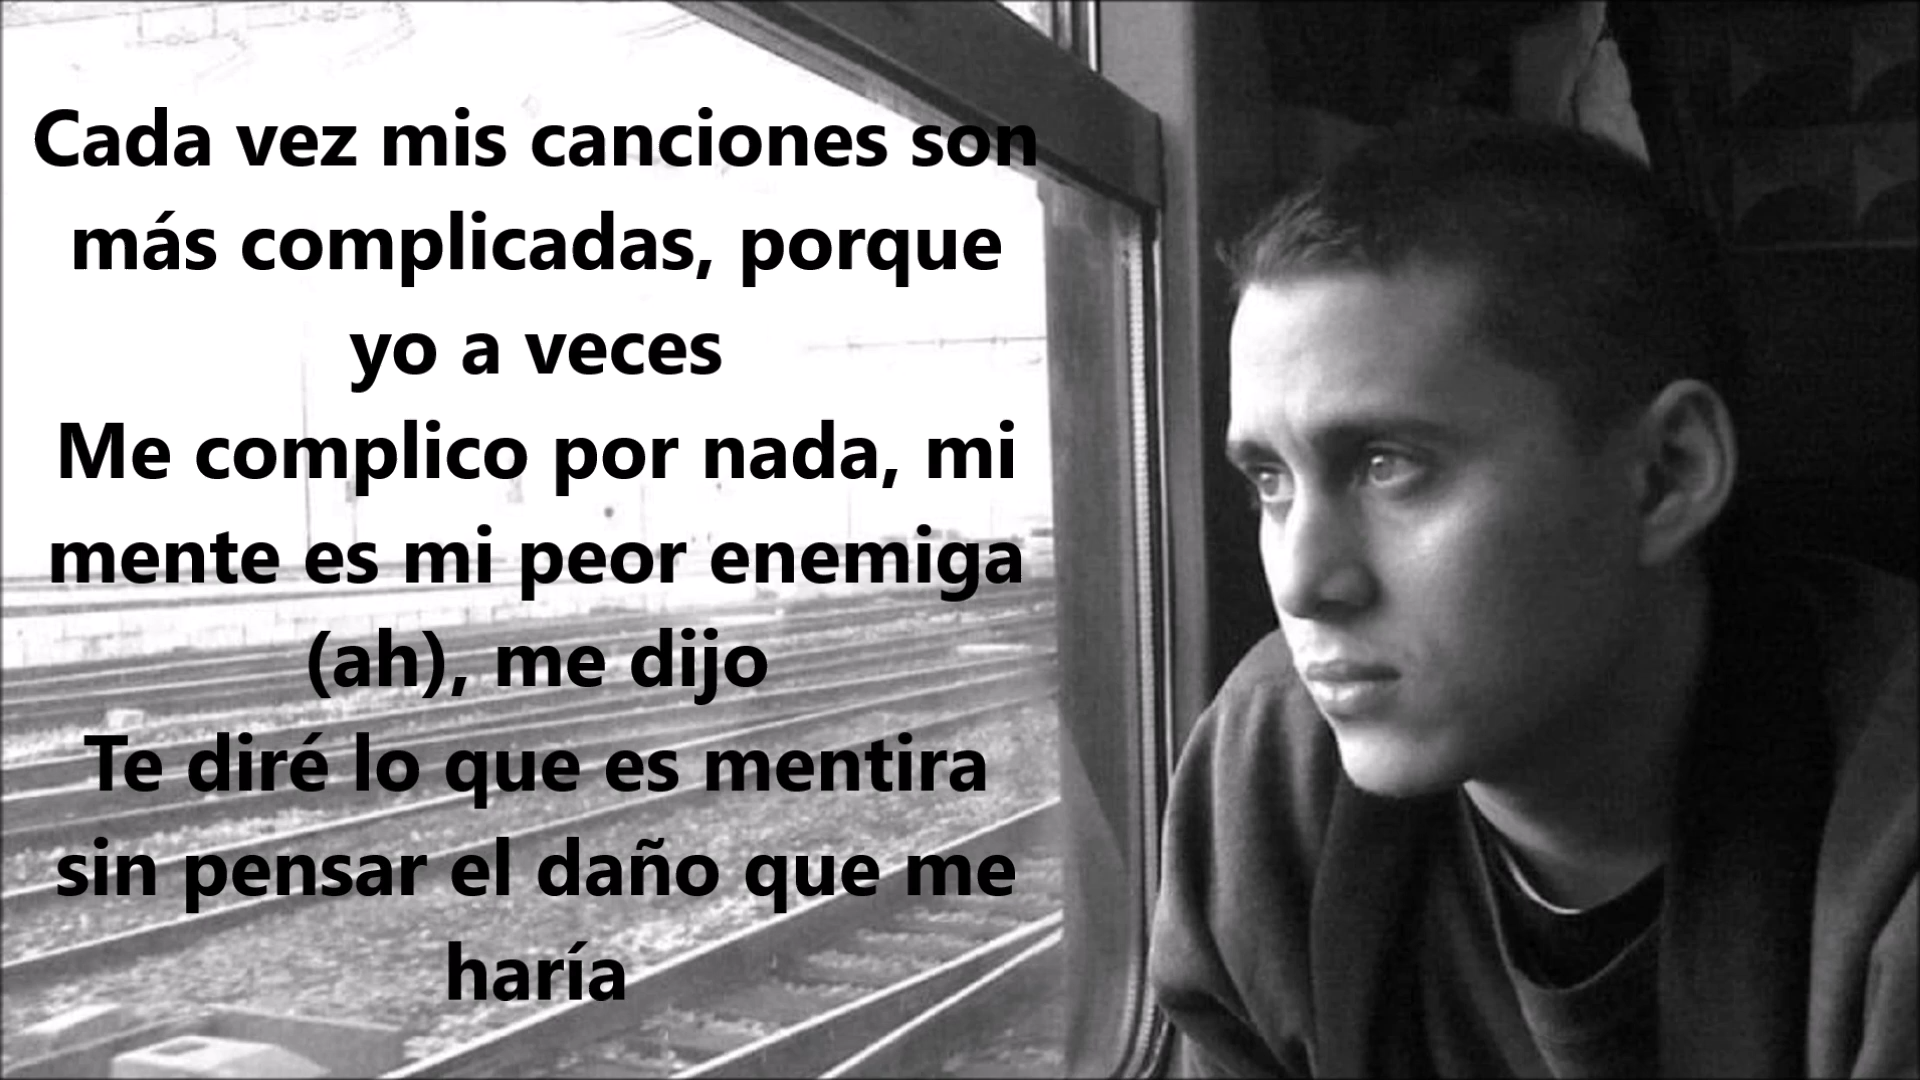 Cada vez mis canciones son
más complicadas, porque
yo a veces
Me complico por nada, mi
mente es mi peor enemiga
(ah), me dijo
Te diré lo que es mentira
sin pensar el daño que me
haría